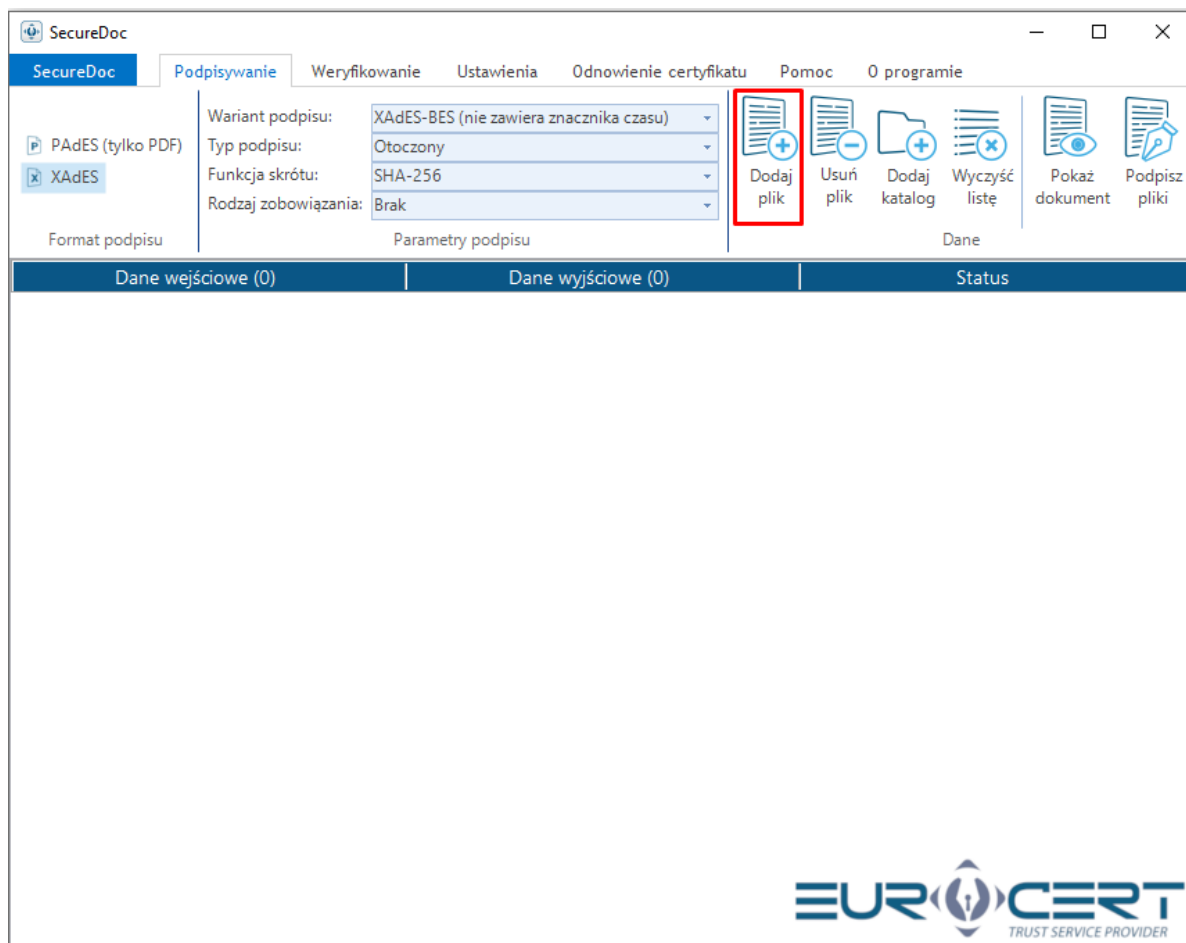 SecureDoc
SecureDoc Podpisywanie Weryfikowanie Ustawienia Odnowienie certyfikatu Pomoc O programie
PAdES (tylko PDF)
XAdES
Format podpisu
Wariant podpisu: XAdES-BES (nie zawiera znacznika czasu)
Typ podpisu: Otoczony
Funkcja skrótu: SHA-256
Rodzaj zobowiązania: Brak
Parametry podpisu
Dodaj
plik
Usuń
plik
Dodaj
katalog
Wyczyść
listę
Pokaż
dokument
Podpisz
pliki
Dane
Dane wejściowe (0) Dane wyjściowe (0) Status
EUROCERT
TRUST SERVICE PROVIDER